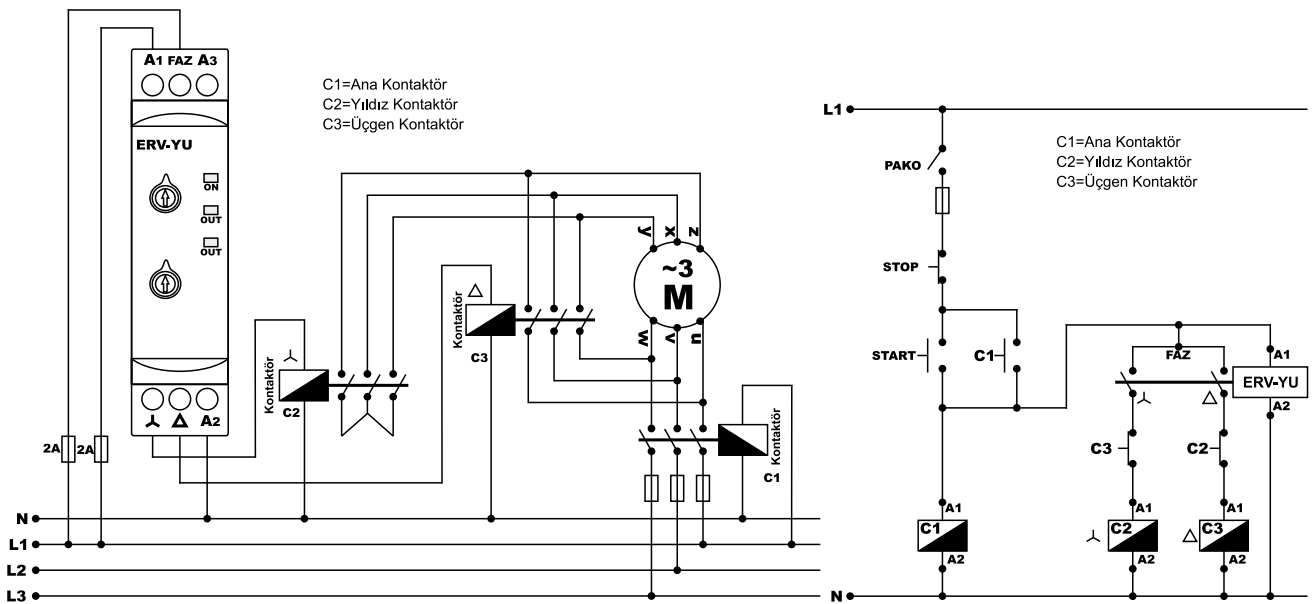 A1 FAZ A3
ERV-YU
ON
OUT
OUT
A2
2A
2A
C1=Ana Kontaktör
C2=Yıldız Kontaktör
C3=Üçgen Kontaktör
Kontaktör
C2
Kontaktör
C3
y x z
~3
M
w v u
Kontaktör
C1
N
L1
L2
L3
L1
PAKO
STOP
START
C1
C1=Ana Kontaktör
C2=Yıldız Kontaktör
C3=Üçgen Kontaktör
FAZ
A1
ERV-YU
A2
C3
C2
A1
C1
A2
A1
C2
A2
A1
C3
A2
N